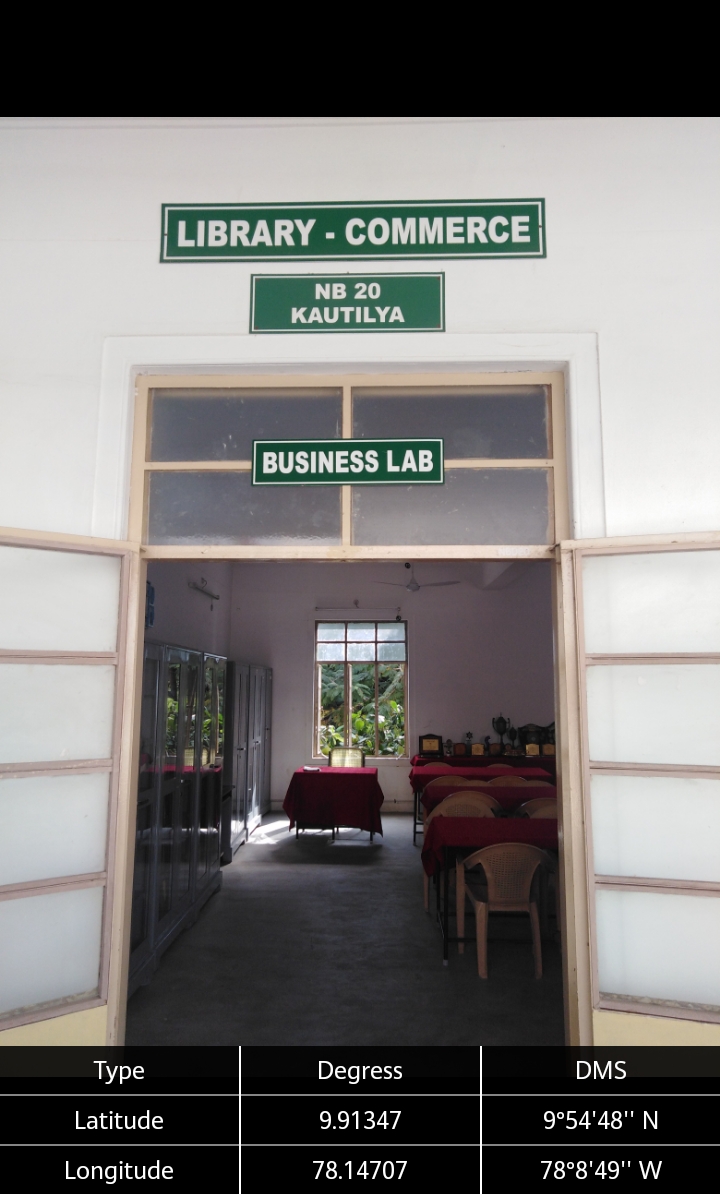 LIBRARY - COMMERCE
NB 20
KAUTILYA
BUSINESS LAB
Type Degress DMS
Latitude 9.91347 9°54'48'' N
Longitude 78.14707 78°8'49'' W